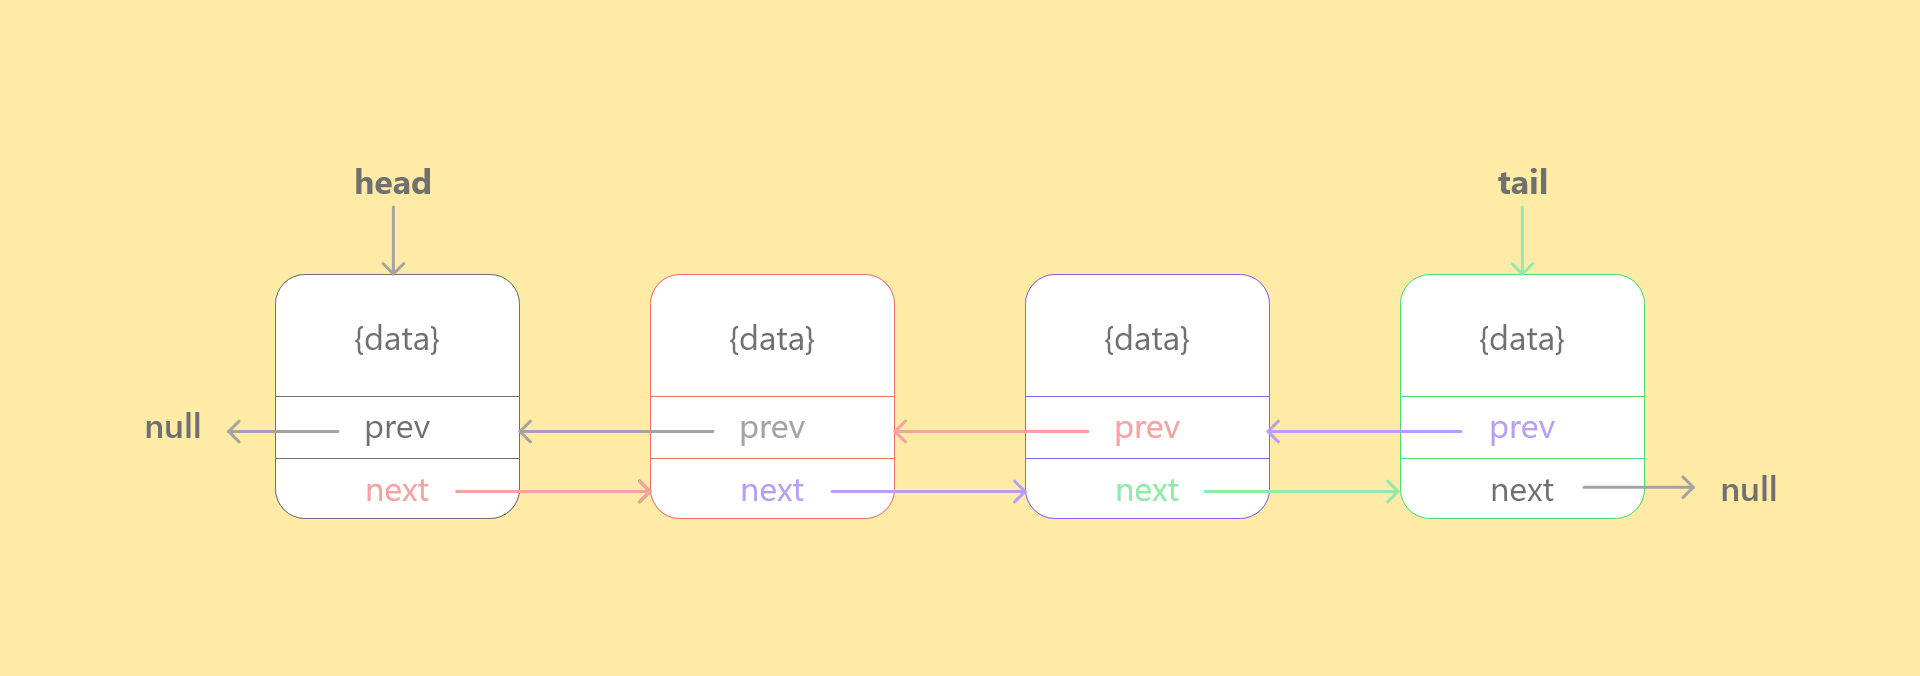 head
tail
{data}
{data}
{data}
{data}
null
prev
prev
prev
prev
next
next
next
next
null